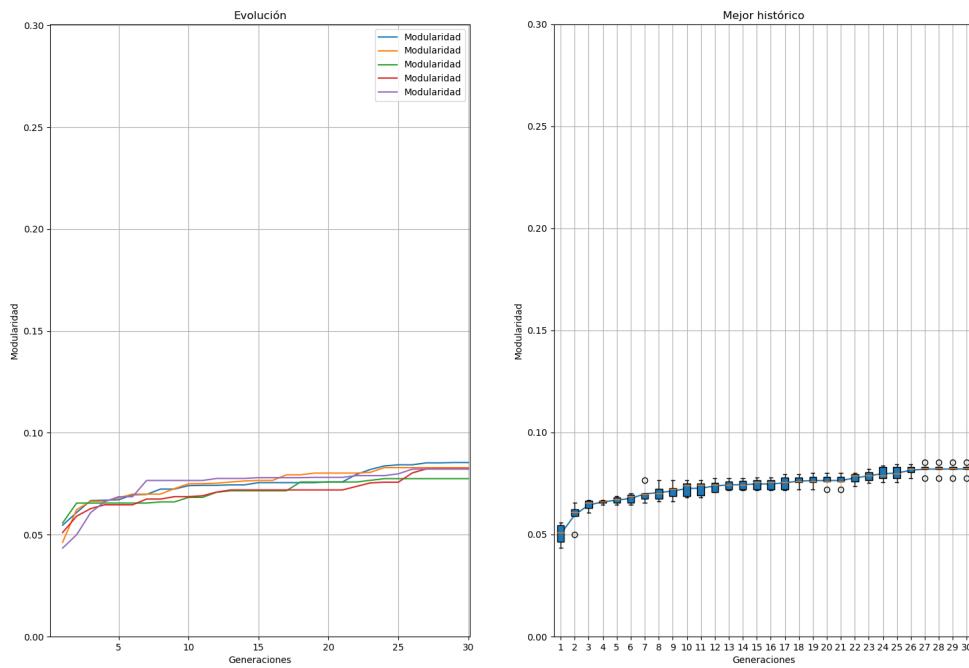 Evolución
0.30
0.25
0.20
0.15
0.10
0.05
0.00
Modularidad
Modularidad
Modularidad
Modularidad
Modularidad
Modularidad
5 10 15 20 25 30
Generaciones
Mejor histórico
0.30
0.25
0.20
0.15
0.10
0.05
0.00
Modularidad
1 2 3 4 5 6 7 8 9 10 11 12 13 14 15 16 17 18 19 20 21 22 23 24 25 26 27 28 29 30
Generaciones